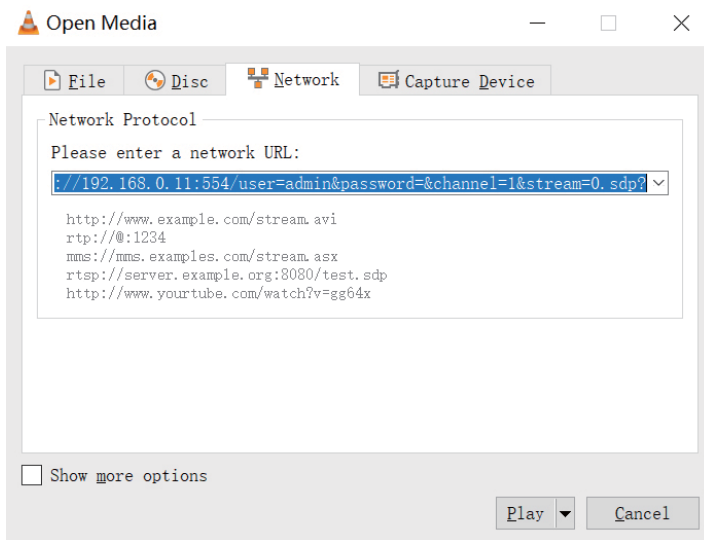 Open Media
File Disc Network Capture Device
Network Protocol
Please enter a network URL:
://192.168.0.11:554/user=admin&password=&channel=1&stream=0.sdp?
http://www.example.com/stream.avi
rtp://@:1234
mms://mms.examples.com/stream.asx
rtsp://server.example.org:8080/test.sdp
http://www.yourtube.com/watch?v=gg64x
Show more options
Play Cancel